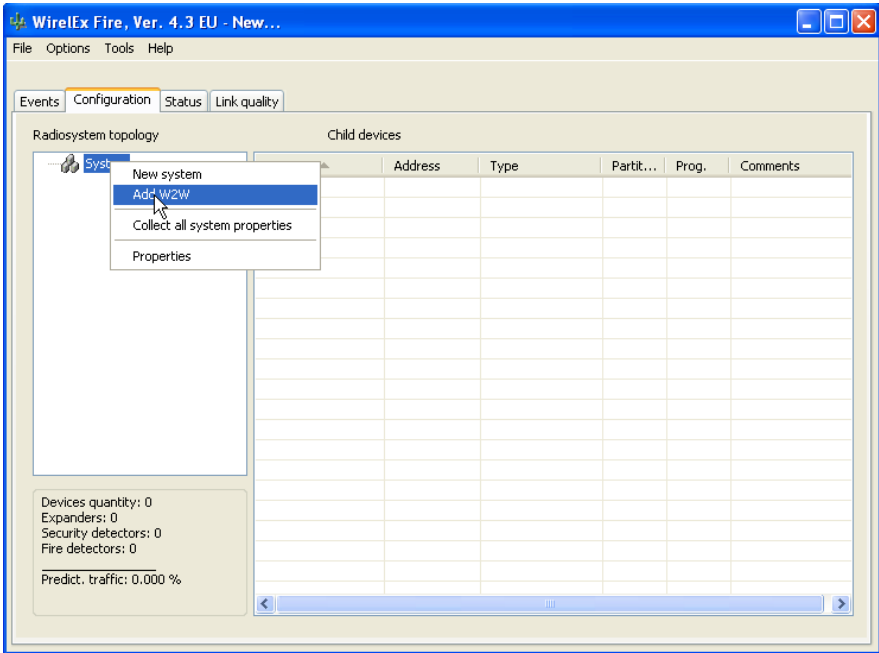 WirelEx Fire, Ver. 4.3 EU - New...
File Options Tools Help
Events Configuration Status Link quality
Radiosystem topology Child devices
Address Type Partit... Prog. Comments
New system
Add W2W
Collect all system properties
Properties
Devices quantity: 0
Expanders: 0
Security detectors: 0
Fire detectors: 0
Predict. traffic: 0.000 %